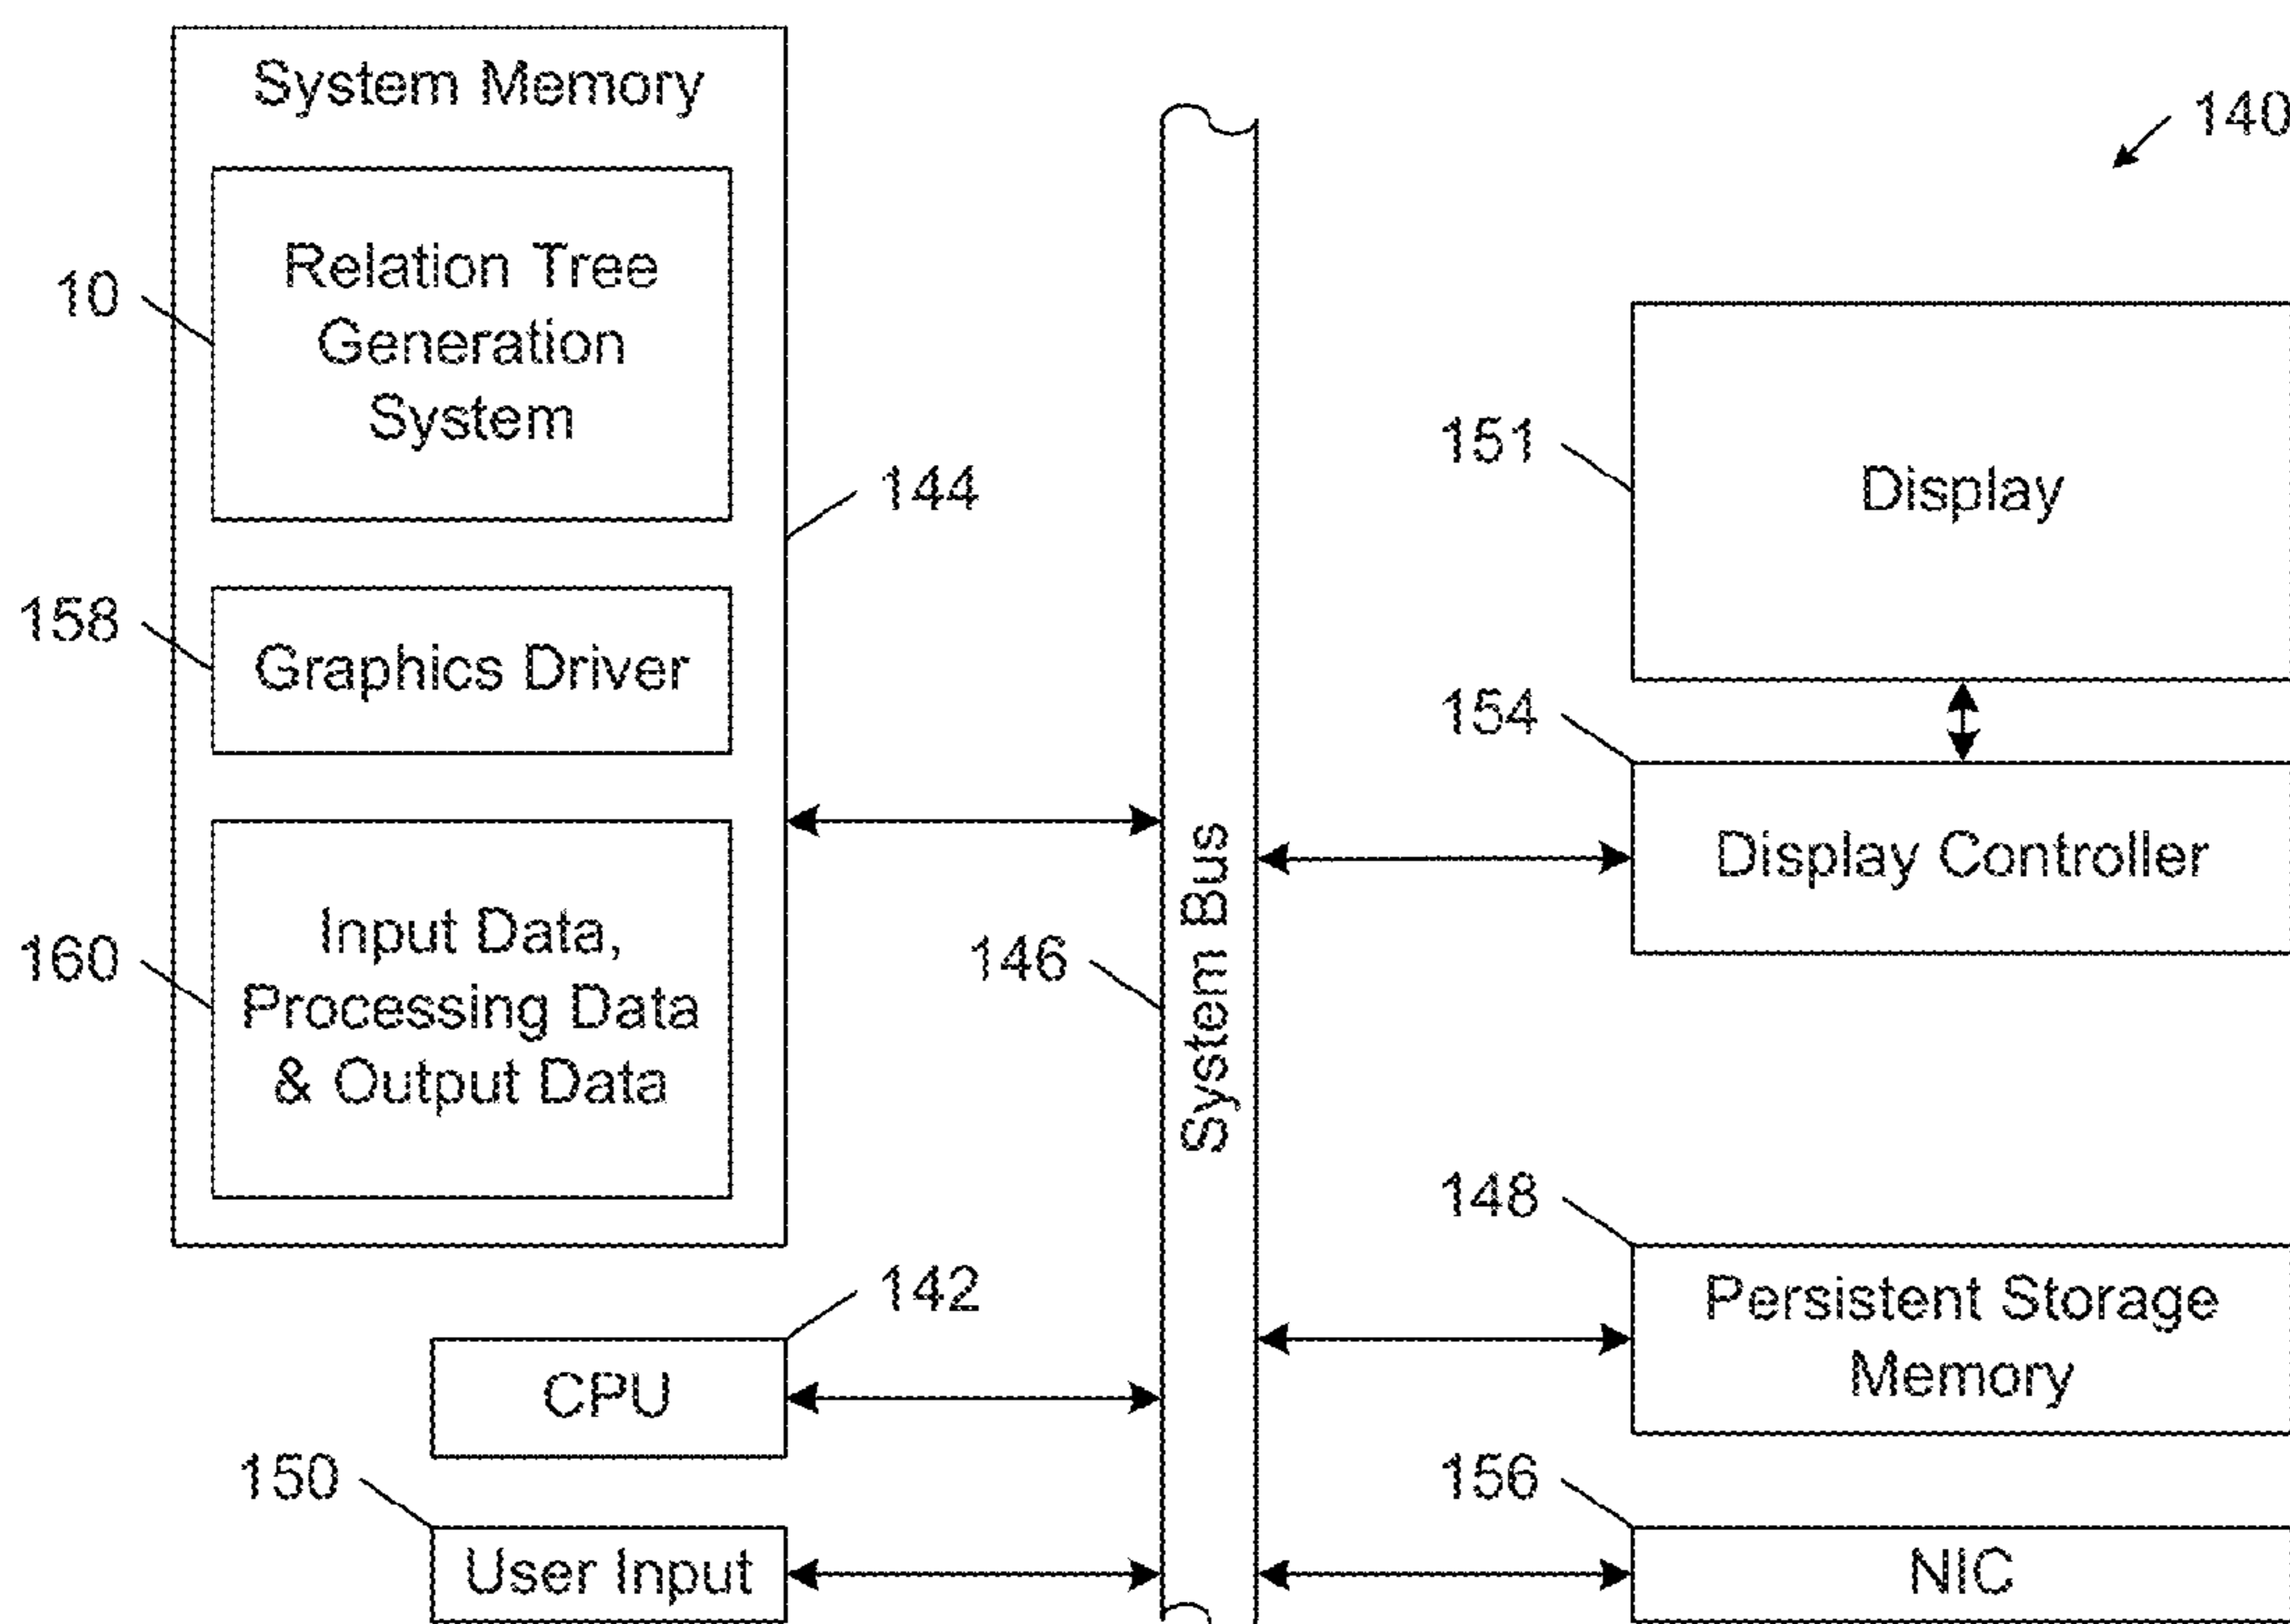 System Memory
140
Relation Tree
Generation
System
10
144
151
Display
158
Graphics Driver
154
Display Controller
Input Data,
Processing Data
& Output Data
160
146
System Bus
148
Persistent Storage
Memory
142
CPU
150
User Input
156
NIC